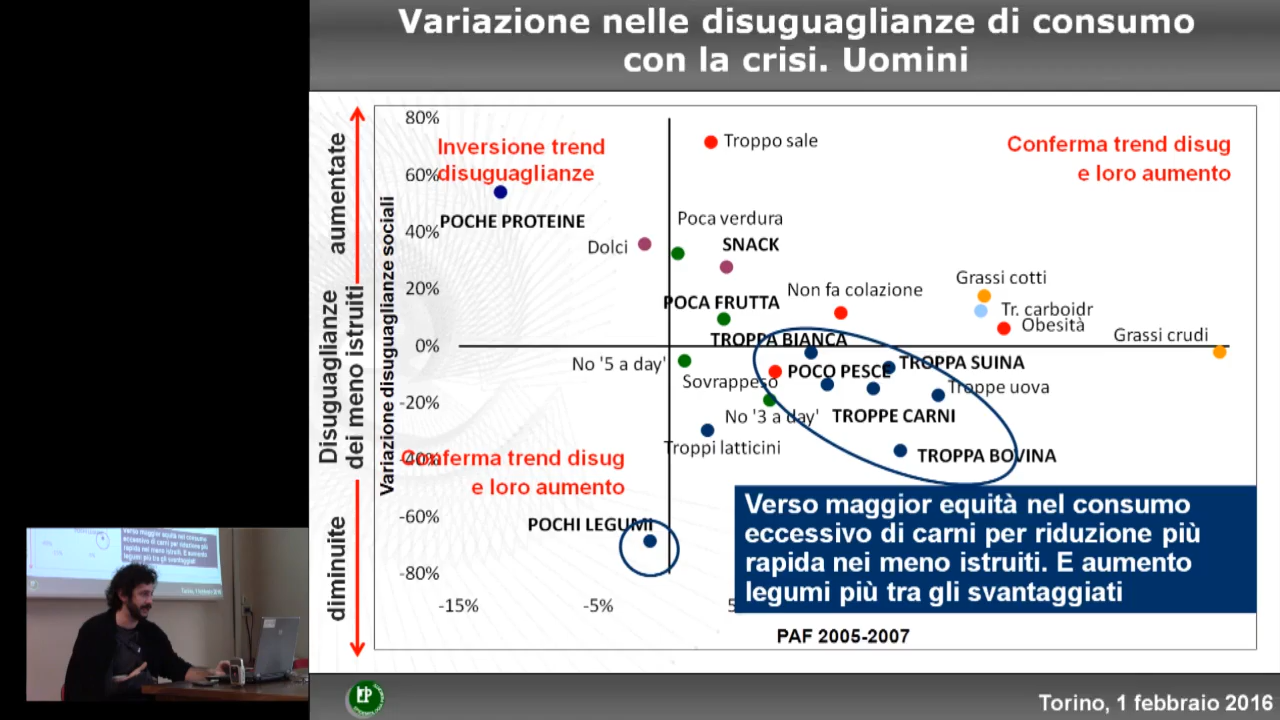 Variazione nelle disuguaglianze di consumo
con la crisi. Uomini
aumentate
Disuguaglianze
dei meno istruiti
diminuite
Variazione disuguaglianze sociali
80%
60%
40%
20%
0%
-20%
-40%
-60%
-80%
Inversione trend
disuguaglianze
Conferma trend disug
e loro aumento
Troppo sale
POCHE PROTEINE
Poca verdura
Dolci
SNACK
Grassi cotti
Non fa colazione
POCA FRUTTA
Tr. carboidr
Obesità
TROPPA BIANCA
Grassi crudi
No '5 a day'
POCO PESCE
TROPPA SUINA
Sovrappeso
Troppe uova
No '3 a day'
TROPPE CARNI
Troppi latticini
TROPPA BOVINA
Conferma trend disug
e loro aumento
POCHI LEGUMI
Verso maggior equità nel consumo
eccessivo di carni per riduzione più
rapida nei meno istruiti. E aumento
legumi più tra gli svantaggiati
-15%
-5%
PAF 2005-2007
Torino, 1 febbraio 2016